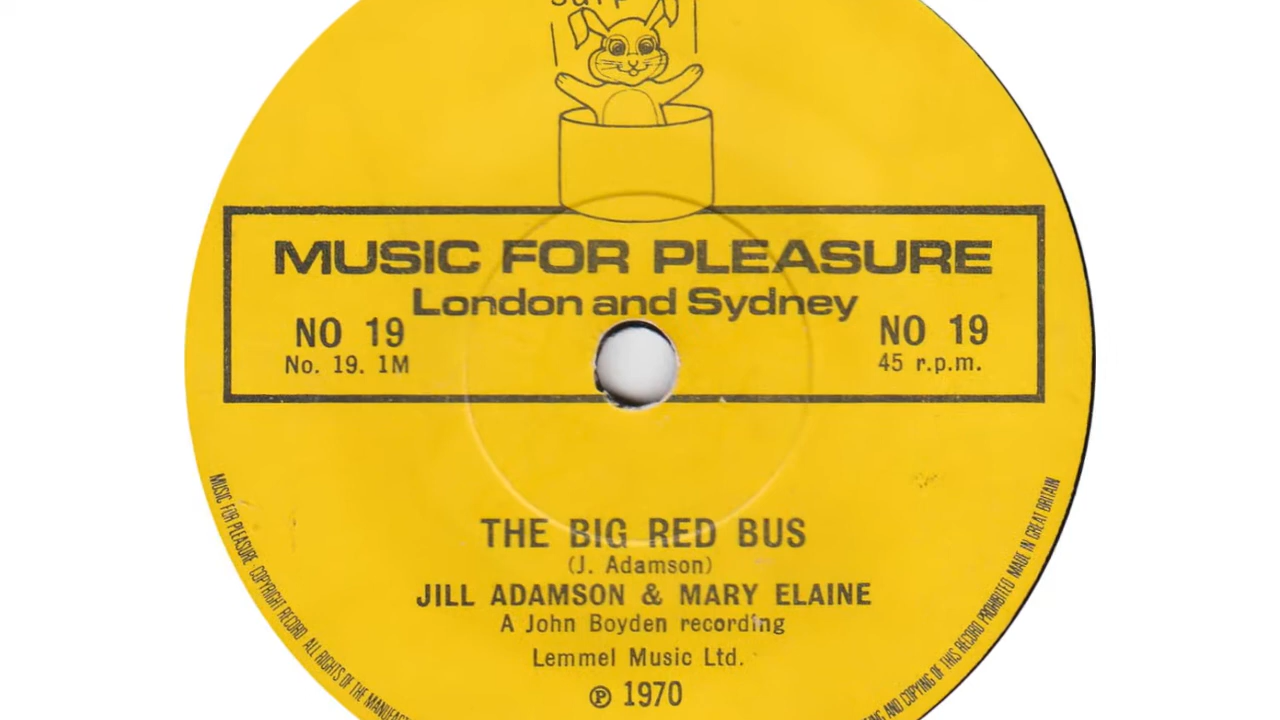 MUSIC FOR PLEASURE
London and Sydney
NO 19
No. 19. 1M
NO 19
45 r.p.m.
THE BIG RED BUS
(J. Adamson)
JILL ADAMSON & MARY ELAINE
A John Boyden recording
Lemmel Music Ltd.
℗ 1970
MUSIC FOR PLEASURE. COPYRIGHT RECORD. ALL RIGHTS OF THE
AND COPYING OF THIS RECORD PROHIBITED MADE IN GREAT BRITAIN